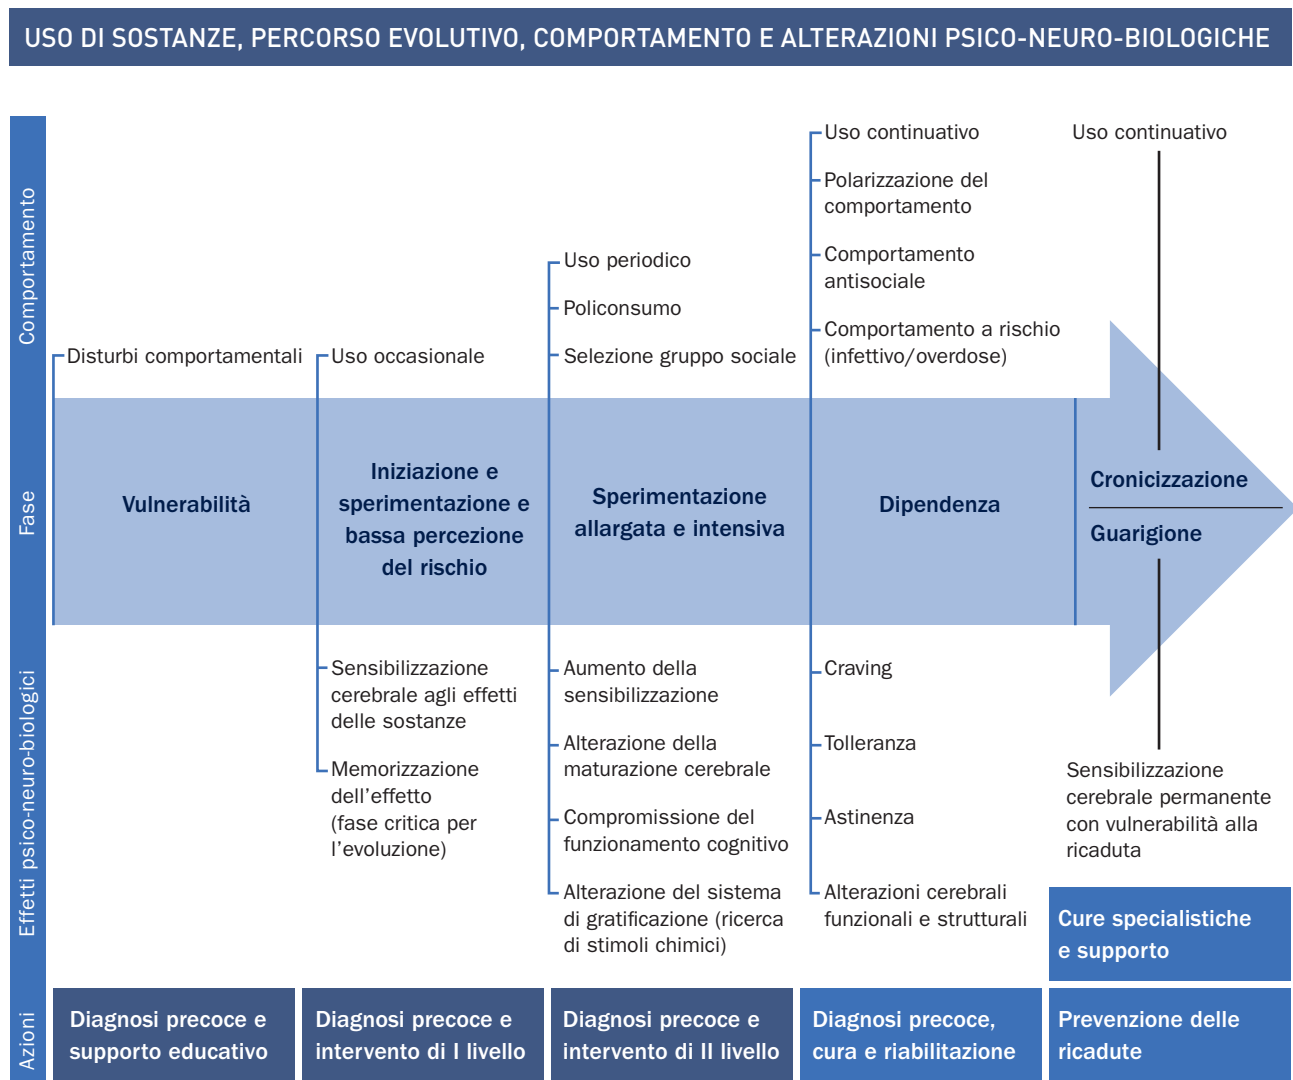 USO DI SOSTANZE, PERCORSO EVOLUTIVO, COMPORTAMENTO E ALTERAZIONI PSICO-NEURO-BIOLOGICHE
Comportamento
Disturbi comportamentali
Uso occasionale
Uso periodico
Policonsumo
Selezione gruppo sociale
Uso continuativo
Polarizzazione del
comportamento
Comportamento
antisociale
Comportamento a rischio
(infettivo/overdose)
Uso continuativo
Fase
Vulnerabilità
Iniziazione e
sperimentazione e
bassa percezione
del rischio
Sperimentazione
allargata e intensiva
Dipendenza
Cronicizzazione
Guarigione
Effetti psico-neuro-biologici
Sensibilizzazione
cerebrale agli effetti
delle sostanze
Memorizzazione
dell'effetto
(fase critica per
l'evoluzione)
Aumento della
sensibilizzazione
Alterazione della
maturazione cerebrale
Compromissione del
funzionamento cognitivo
Alterazione del sistema
di gratificazione (ricerca
di stimoli chimici)
Craving
Tolleranza
Astinenza
Alterazioni cerebrali
funzionali e strutturali
Sensibilizzazione
cerebrale permanente
con vulnerabilità alla
ricaduta
Azioni
Diagnosi precoce e
supporto educativo
Diagnosi precoce e
intervento di I livello
Diagnosi precoce e
intervento di II livello
Diagnosi precoce,
cura e riabilitazione
Cure specialistiche
e supporto
Prevenzione delle
ricadute